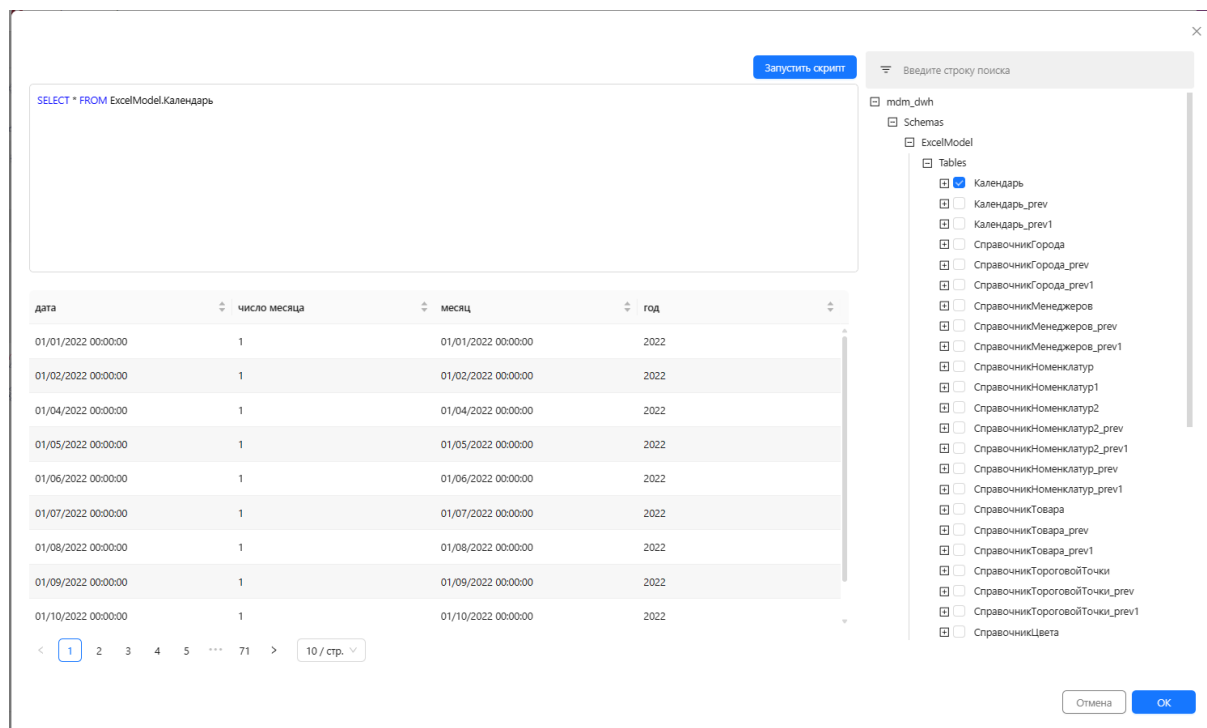 Запустить скрипт
SELECT * FROM ExcelModel.Календарь
дата число месяца месяц год
01/01/2022 00:00:00 1 01/01/2022 00:00:00 2022
01/02/2022 00:00:00 1 01/02/2022 00:00:00 2022
01/04/2022 00:00:00 1 01/04/2022 00:00:00 2022
01/05/2022 00:00:00 1 01/05/2022 00:00:00 2022
01/06/2022 00:00:00 1 01/06/2022 00:00:00 2022
01/07/2022 00:00:00 1 01/07/2022 00:00:00 2022
01/08/2022 00:00:00 1 01/08/2022 00:00:00 2022
01/09/2022 00:00:00 1 01/09/2022 00:00:00 2022
01/10/2022 00:00:00 1 01/10/2022 00:00:00 2022
< 1 2 3 4 5 ••• 71 > 10 / стр.
Введите строку поиска
mdm_dwh
Schemas
ExcelModel
Tables
Календарь
Календарь_prev
Календарь_prev1
СправочникГорода
СправочникГорода_prev
СправочникГорода_prev1
СправочникМенеджеров
СправочникМенеджеров_prev
СправочникМенеджеров_prev1
СправочникНоменклатур
СправочникНоменклатур1
СправочникНоменклатур2
СправочникНоменклатур2_prev
СправочникНоменклатур2_prev1
СправочникНоменклатур_prev
СправочникНоменклатур_prev1
СправочникТовара
СправочникТовара_prev
СправочникТовара_prev1
СправочникТороговойТочки
СправочникТороговойТочки_prev
СправочникТороговойТочки_prev1
СправочникЦвета
Отмена OK